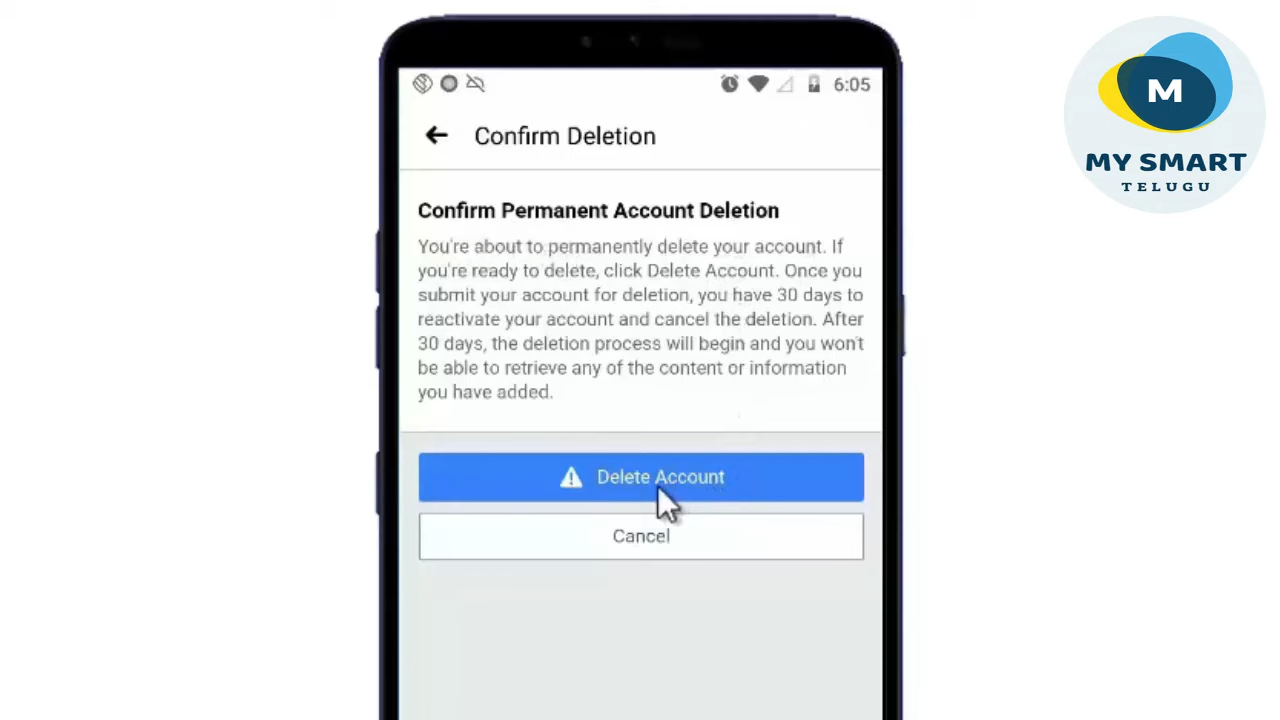 6:05
M
MY SMART
TELUGU
Confirm Deletion
Confirm Permanent Account Deletion
You're about to permanently delete your account. If
you're ready to delete, click Delete Account. Once you
submit your account for deletion, you have 30 days to
reactivate your account and cancel the deletion. After
30 days, the deletion process will begin and you won't
be able to retrieve any of the content or information
you have added.
Delete Account
Cancel